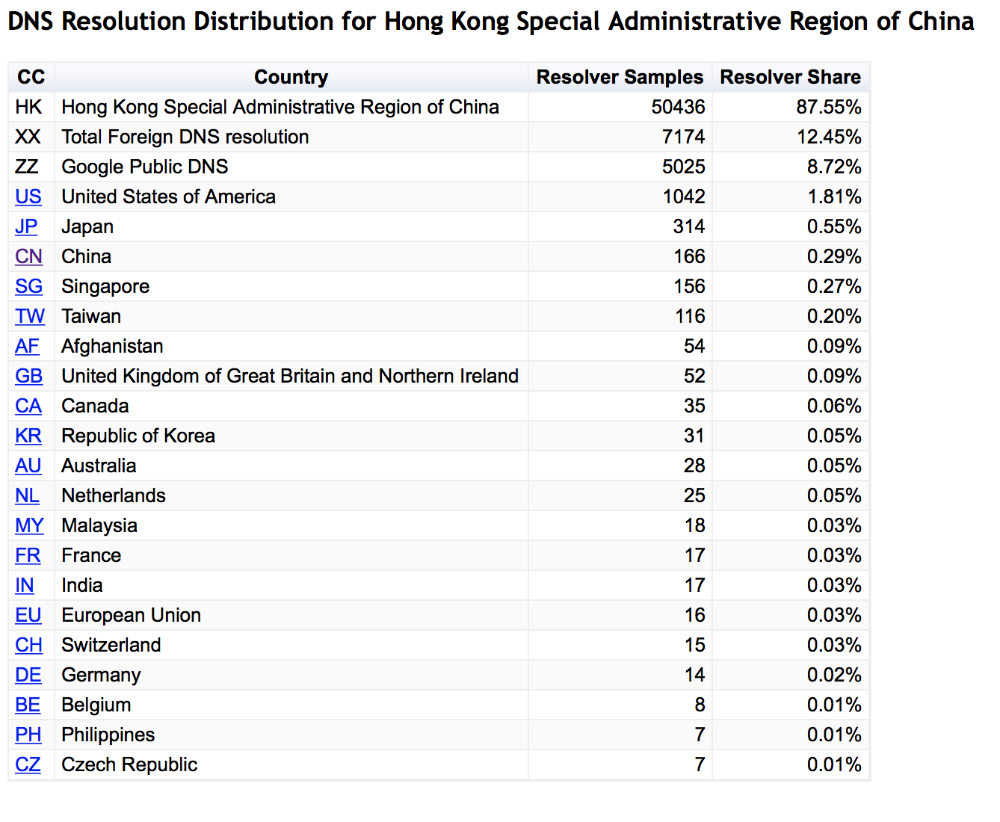 DNS Resolution Distribution for Hong Kong Special Administrative Region of China
CC Country Resolver Samples Resolver Share
HK Hong Kong Special Administrative Region of China 50436 87.55%
XX Total Foreign DNS resolution 7174 12.45%
ZZ Google Public DNS 5025 8.72%
US United States of America 1042 1.81%
JP Japan 314 0.55%
CN China 166 0.29%
SG Singapore 156 0.27%
TW Taiwan 116 0.20%
AF Afghanistan 54 0.09%
GB United Kingdom of Great Britain and Northern Ireland 52 0.09%
CA Canada 35 0.06%
KR Republic of Korea 31 0.05%
AU Australia 28 0.05%
NL Netherlands 25 0.05%
MY Malaysia 18 0.03%
FR France 17 0.03%
IN India 17 0.03%
EU European Union 16 0.03%
CH Switzerland 15 0.03%
DE Germany 14 0.02%
BE Belgium 8 0.01%
PH Philippines 7 0.01%
CZ Czech Republic 7 0.01%